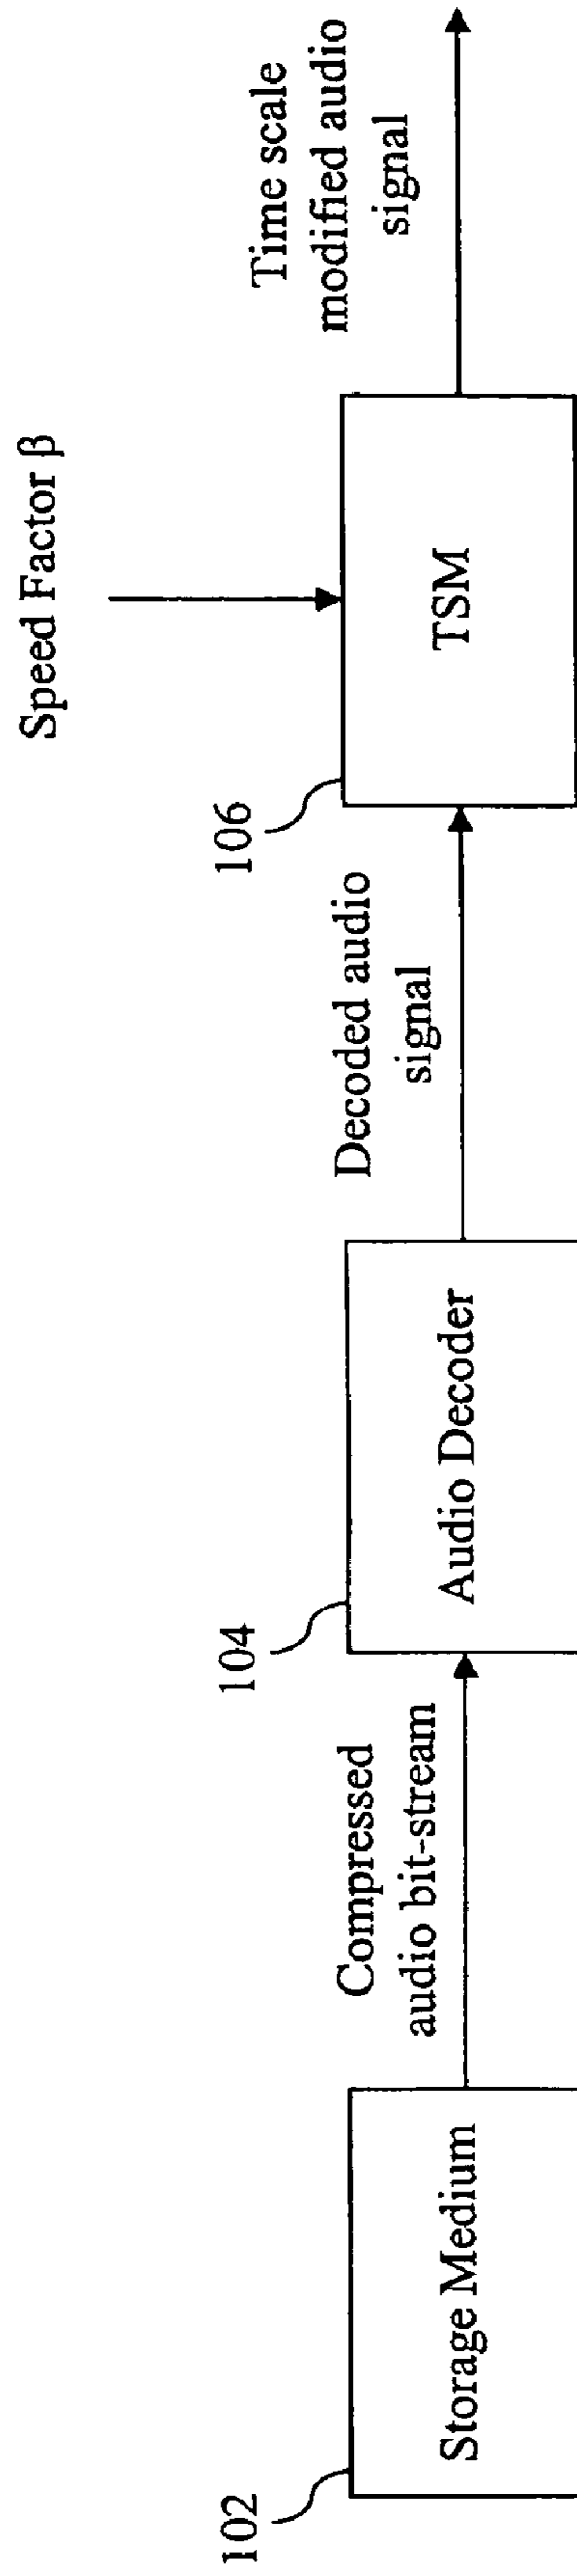 102
Storage Medium
Compressed
audio bit-stream
104
Audio Decoder
Decoded audio
signal
106
TSM
Speed Factor β
Time scale
modified audio
signal